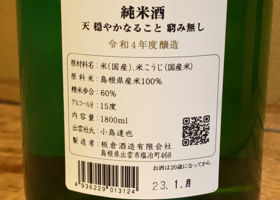 純米酒
天 穏やかなること 窮み無し
令和4年度醸造
原材料名：米(国産)、米こうじ(国産米)
原料米：島根県産米100%
精米歩合：60%
アルコール分：15度
内容量：1800ml
出雲杜氏：小島達也
製造者：板倉酒造有限会社
島根県出雲市塩冶町468
お酒は20歳になってから
4936229013124
23.1.月